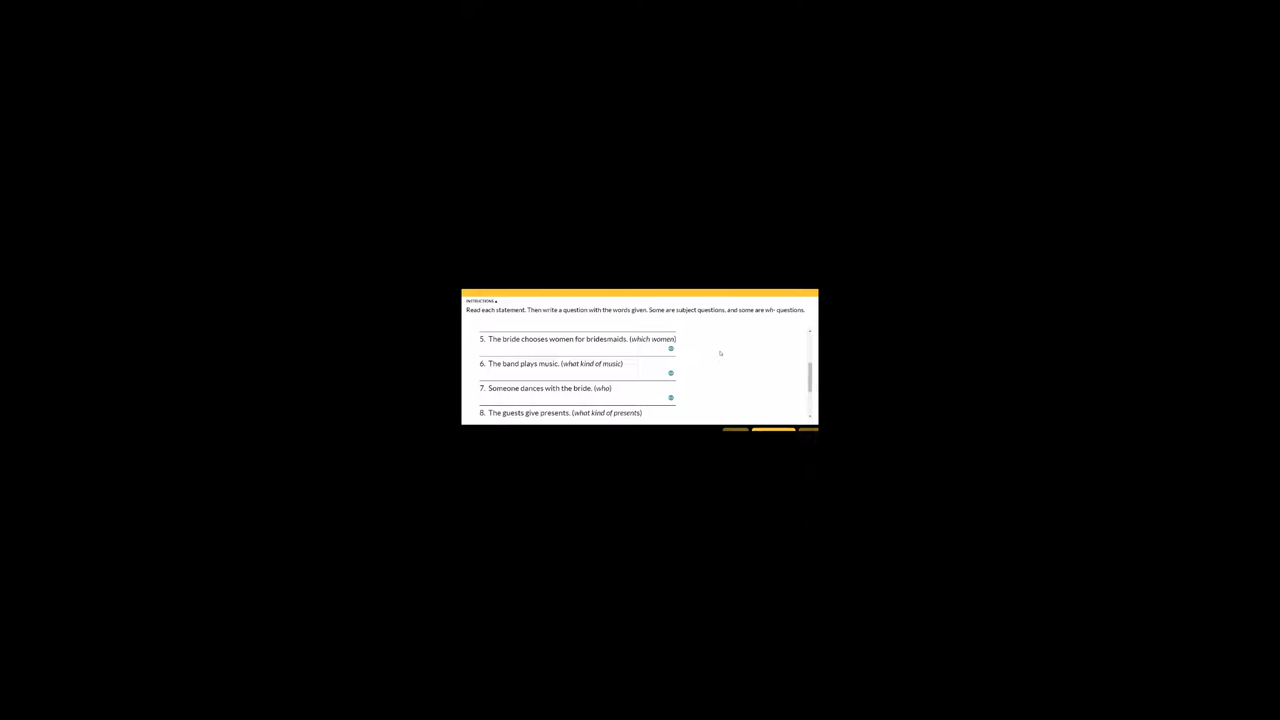 INSTRUCTIONS ▲
Read each statement. Then write a question with the words given. Some are subject questions, and some are wh- questions.
5. The bride chooses women for bridesmaids. (which women)
6. The band plays music. (what kind of music)
7. Someone dances with the bride. (who)
8. The guests give presents. (what kind of presents)